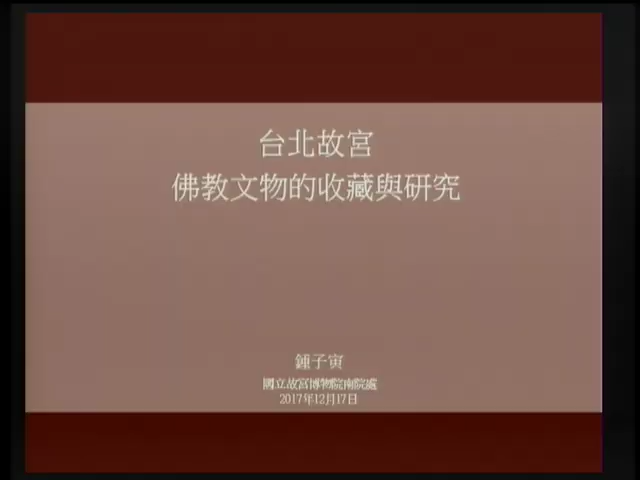 台北故宮
佛教文物的收藏與研究
鍾子寅
國立故宮博物院南院處
2017年12月17日